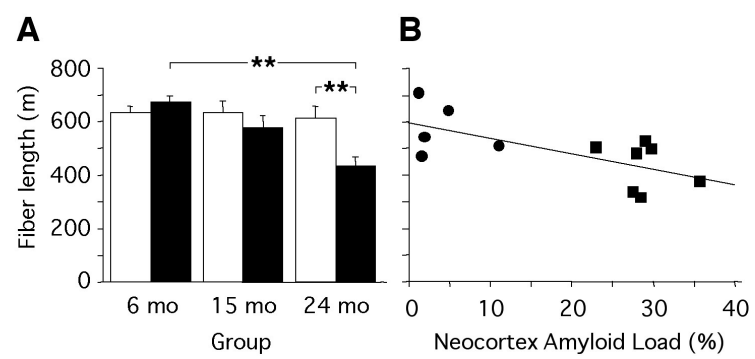 A
B
**
**
Fiber length (m)
800
600
400
200
0
6 mo 15 mo 24 mo
Group
0 10 20 30 40
Neocortex Amyloid Load (%)